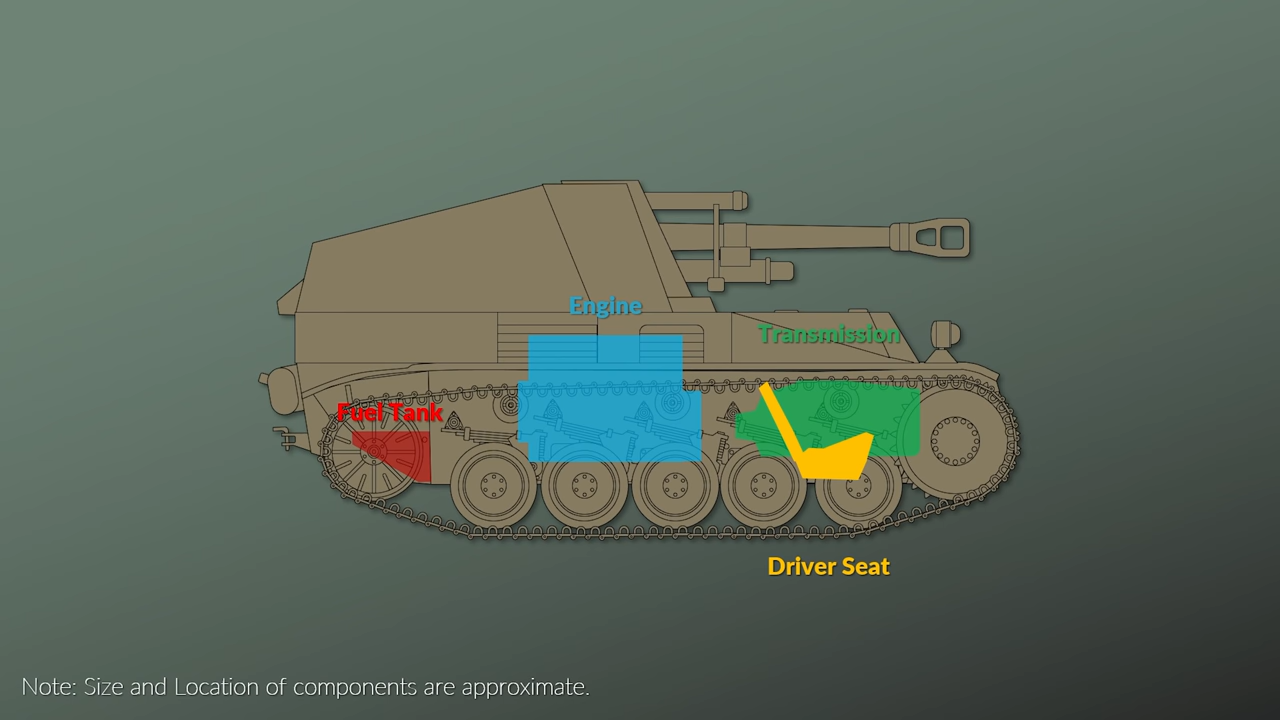 Engine
Transmission
Fuel Tank
Driver Seat
Note: Size and Location of components are approximate.